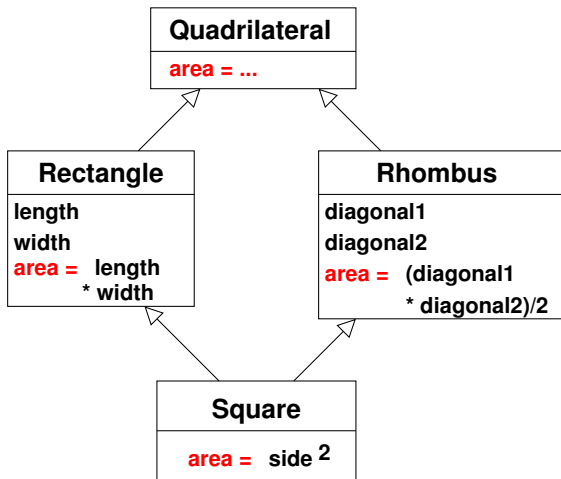 Quadrilateral
area = ...
Rectangle
length
width
area = length
* width
Rhombus
diagonal1
diagonal2
area = (diagonal1
* diagonal2)/2
Square
area = side 2